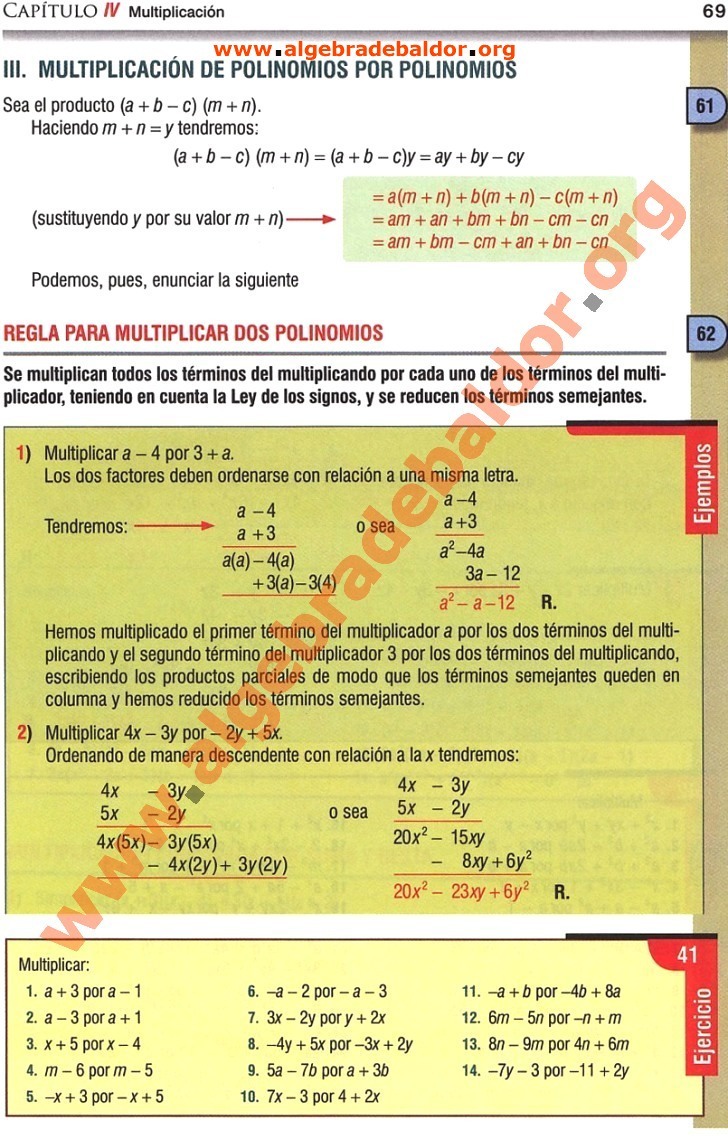 CAPÍTULO IV Multiplicación 69
www.algebradebaldor.org
III. MULTIPLICACIÓN DE POLINOMIOS POR POLINOMIOS
61
Sea el producto (a + b – c) (m + n).
Haciendo m + n = y tendremos:
(a + b – c) (m + n) = (a + b – c)y = ay + by – cy
= a(m + n) + b(m + n) – c(m + n)
(sustituyendo y por su valor m + n)
= am + an + bm + bn – cm – cn
= am + bm – cm + an + bn – cn
Podemos, pues, enunciar la siguiente
REGLA PARA MULTIPLICAR DOS POLINOMIOS
62
Se multiplican todos los términos del multiplicando por cada uno de los términos del multi-
plicador, teniendo en cuenta la Ley de los signos, y se reducen los términos semejantes.
Ejemplos
1) Multiplicar a – 4 por 3 + a.
Los dos factores deben ordenarse con relación a una misma letra.
Tendremos:
a – 4
a + 3
a(a) – 4(a)
+ 3(a) – 3(4)
o sea
a –4
a +3
a² –4a
3a – 12
a² – a –12 R.
Hemos multiplicado el primer término del multiplicador a por los dos términos del multi-
plicando y el segundo término del multiplicador 3 por los dos términos del multiplicando,
escribiendo los productos parciales de modo que los términos semejantes queden en
columna y hemos reducido los términos semejantes.
2) Multiplicar 4x – 3y por – 2y + 5x.
Ordenando de manera descendente con relación a la x tendremos:
4x – 3y
5x – 2y
4x(5x) – 3y(5x)
– 4x(2y) + 3y(2y)
o sea
4x – 3y
5x – 2y
20x² – 15xy
– 8xy + 6y²
20x² – 23xy + 6y² R.
www.algebradebaldor.org
41
Ejercicio
Multiplicar:
1. a + 3 por a – 1
2. a – 3 por a + 1
3. x + 5 por x – 4
4. m – 6 por m – 5
5. –x + 3 por – x + 5
6. –a – 2 por – a – 3
7. 3x – 2y por y + 2x
8. –4y + 5x por –3x + 2y
9. 5a – 7b por a + 3b
10. 7x – 3 por 4 + 2x
11. –a + b por –4b + 8a
12. 6m – 5n por –n + m
13. 8n – 9m por 4n + 6m
14. –7y – 3 por –11 + 2y